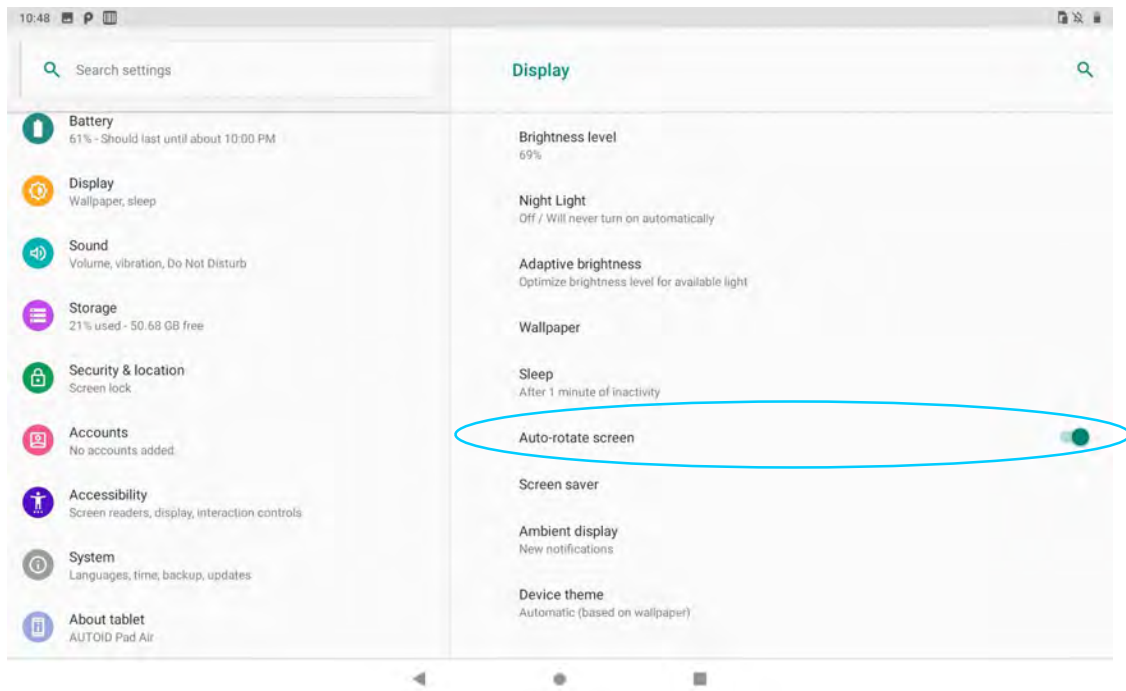 10:48
Search settings
Battery
61% - Should last until about 10:00 PM
Display
Wallpaper, sleep
Sound
Volume, vibration, Do Not Disturb
Storage
21% used - 50.68 GB free
Security & location
Screen lock
Accounts
No accounts added
Accessibility
Screen readers, display, interaction controls
System
Languages, time, backup, updates
About tablet
AUTOID Pad Air
Display
Brightness level
69%
Night Light
Off / Will never turn on automatically
Adaptive brightness
Optimize brightness level for available light
Wallpaper
Sleep
After 1 minute of inactivity
Auto-rotate screen
Screen saver
Ambient display
New notifications
Device theme
Automatic (based on wallpaper)